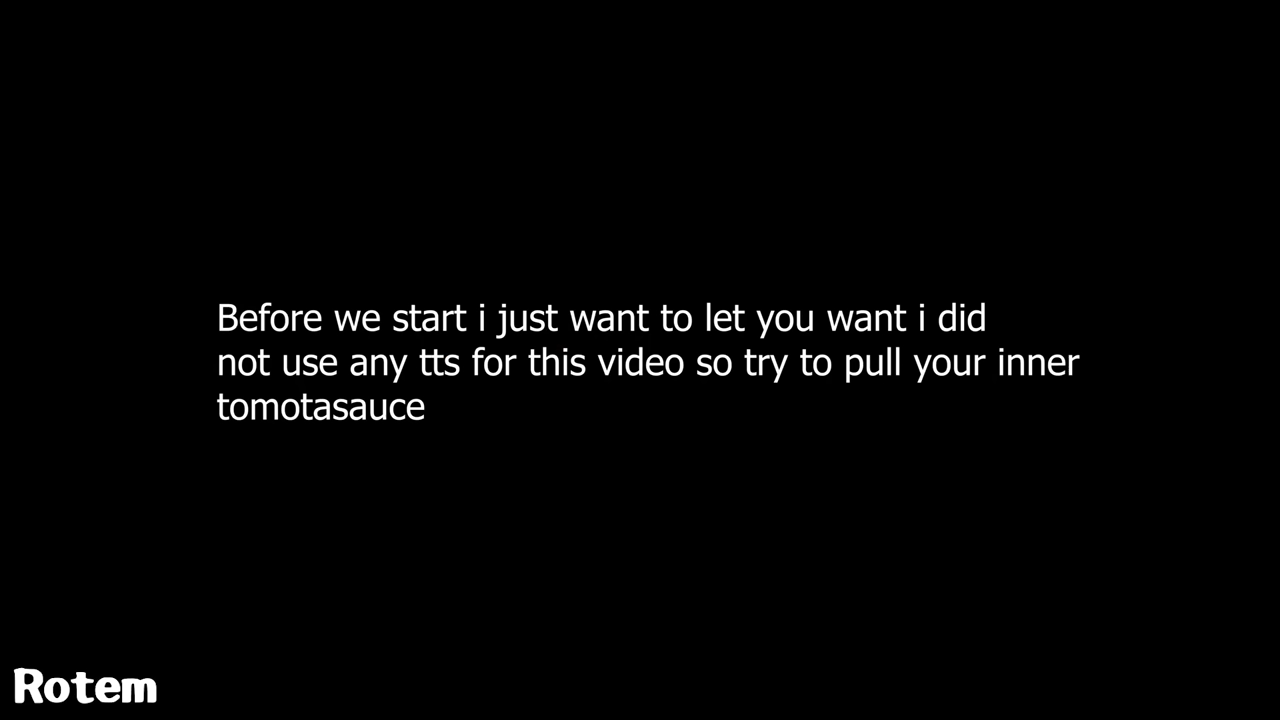 Before we start i just want to let you want i did
not use any tts for this video so try to pull your inner
tomotasauce
Rotem